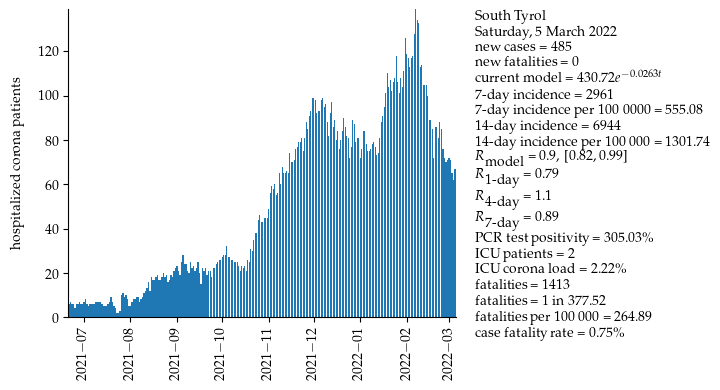 hospitalized corona patients
0
20
40
60
80
100
120
2021−07
2021−08
2021−09
2021−10
2021−11
2021−12
2022−01
2022−02
2022−03
South Tyrol
Saturday, 5 March 2022
new cases = 485
new fatalities = 0
current model = 430.72e^{−0.0263t}
7-day incidence = 2961
7-day incidence per 100 0000 = 555.08
14-day incidence = 6944
14-day incidence per 100 000 = 1301.74
R_model = 0.9, [0.82, 0.99]
R_1-day = 0.79
R_4-day = 1.1
R_7-day = 0.89
PCR test positivity = 305.03%
ICU patients = 2
ICU corona load = 2.22%
fatalities = 1413
fatalities = 1 in 377.52
fatalities per 100 000 = 264.89
case fatality rate = 0.75%